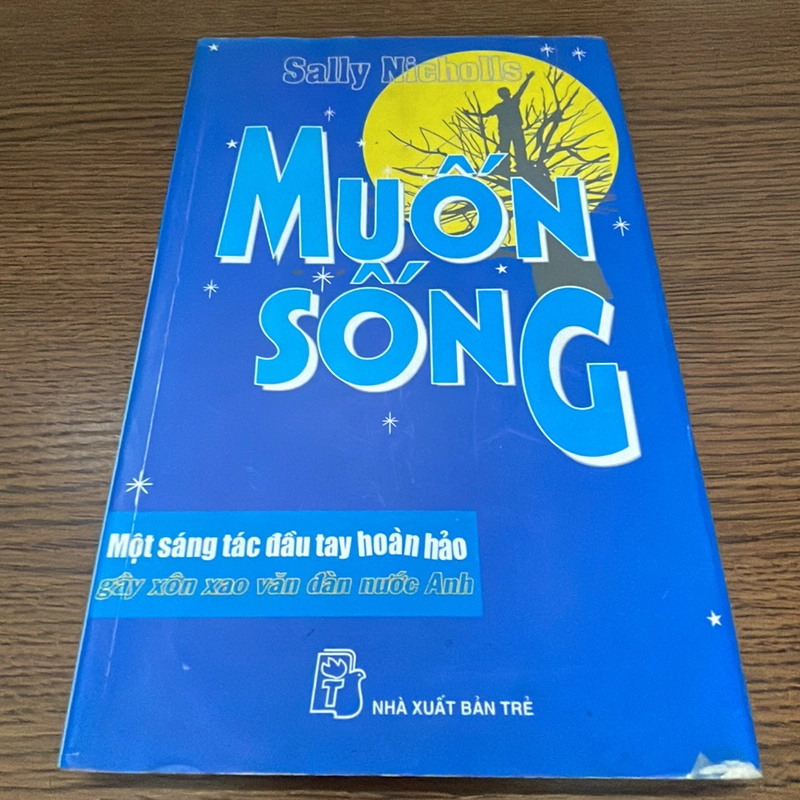 Sally Nicholls
MUỐN
SỐNG
Một sáng tác đầu tay hoàn hảo
gây xôn xao văn đàn nước Anh
T
NHÀ XUẤT BẢN TRẺ